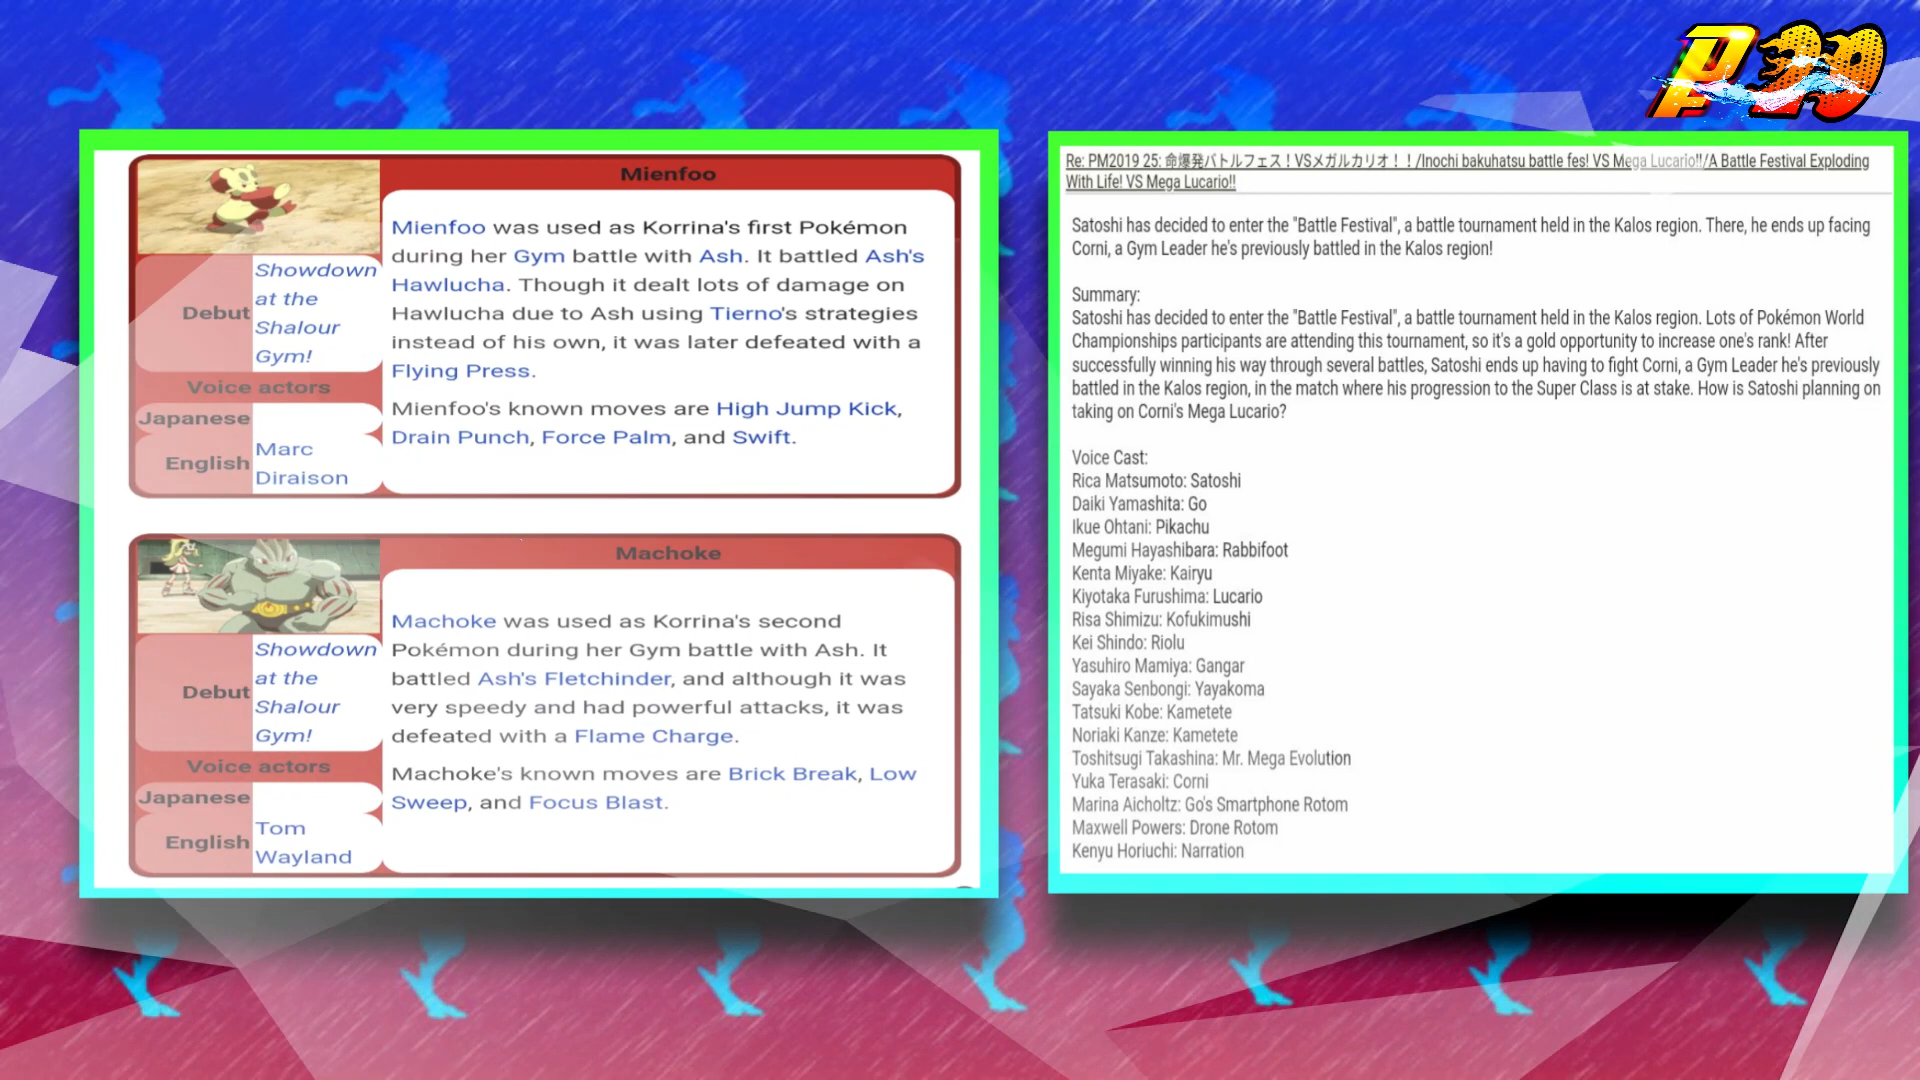 P29
Mienfoo
Mienfoo was used as Korrina's first Pokémon
during her Gym battle with Ash. It battled Ash's
Hawlucha. Though it dealt lots of damage on
Hawlucha due to Ash using Tierno's strategies
instead of his own, it was later defeated with a
Flying Press.
Mienfoo's known moves are High Jump Kick,
Drain Punch, Force Palm, and Swift.
Debut
Showdown
at the
Shalour
Gym!
Voice actors
Japanese
English
Marc
Diraison
Machoke
Machoke was used as Korrina's second
Pokémon during her Gym battle with Ash. It
battled Ash's Fletchinder, and although it was
very speedy and had powerful attacks, it was
defeated with a Flame Charge.
Machoke's known moves are Brick Break, Low
Sweep, and Focus Blast.
Debut
Showdown
at the
Shalour
Gym!
Voice actors
Japanese
English
Tom
Wayland
Re: PM2019 25: 命爆発バトルフェス！VSメガルカリオ！！/Inochi bakuhatsu battle fes! VS Mega Lucario!!/A Battle Festival Exploding
With Life! VS Mega Lucario!!
Satoshi has decided to enter the "Battle Festival", a battle tournament held in the Kalos region. There, he ends up facing
Corni, a Gym Leader he's previously battled in the Kalos region!
Summary:
Satoshi has decided to enter the "Battle Festival", a battle tournament held in the Kalos region. Lots of Pokémon World
Championships participants are attending this tournament, so it's a gold opportunity to increase one's rank! After
successfully winning his way through several battles, Satoshi ends up having to fight Corni, a Gym Leader he's previously
battled in the Kalos region, in the match where his progression to the Super Class is at stake. How is Satoshi planning on
taking on Corni's Mega Lucario?
Voice Cast:
Rica Matsumoto: Satoshi
Daiki Yamashita: Go
Ikue Ohtani: Pikachu
Megumi Hayashibara: Rabbifoot
Kenta Miyake: Kairyu
Kiyotaka Furushima: Lucario
Risa Shimizu: Kofukimushi
Kei Shindo: Riolu
Yasuhiro Mamiya: Gangar
Sayaka Senbongi: Yayakoma
Tatsuki Kobe: Kametete
Noriaki Kanze: Kametete
Toshitsugi Takashina: Mr. Mega Evolution
Yuka Terasaki: Corni
Marina Aicholtz: Go's Smartphone Rotom
Maxwell Powers: Drone Rotom
Kenyu Horiuchi: Narration